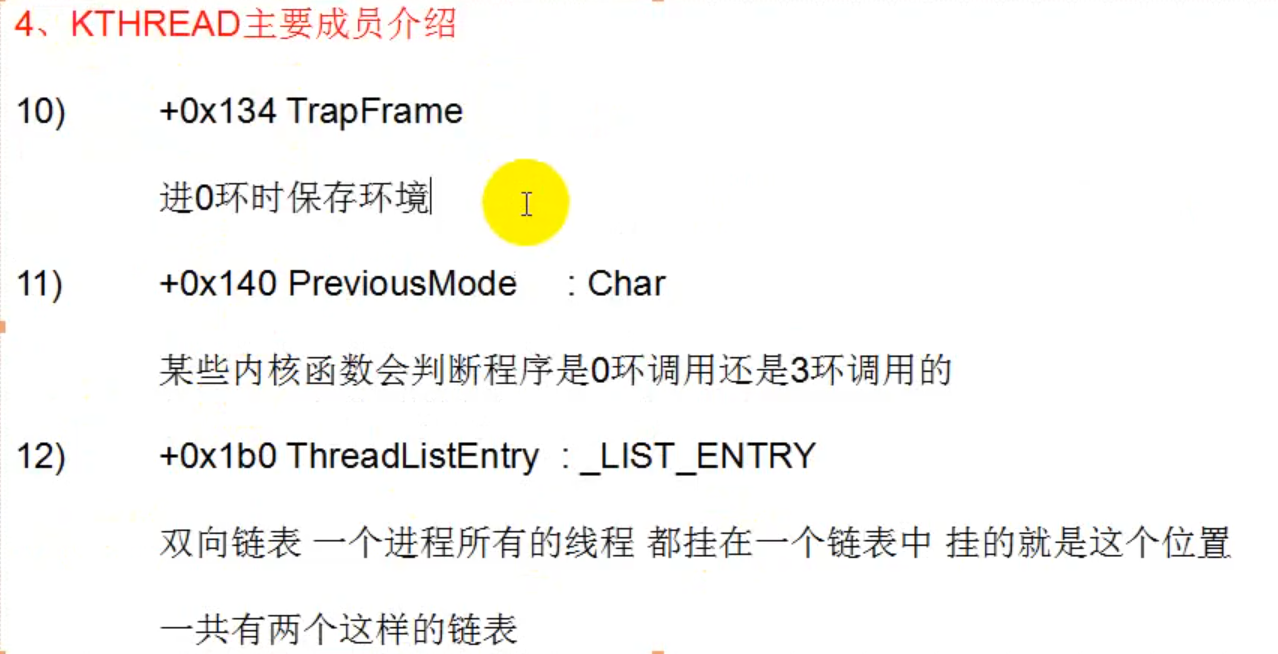 4、KTHREAD主要成员介绍
10) +0x134 TrapFrame
进0环时保存环境
11) +0x140 PreviousMode : Char
某些内核函数会判断程序是0环调用还是3环调用的
12) +0x1b0 ThreadListEntry : _LIST_ENTRY
双向链表 一个进程所有的线程 都挂在一个链表中 挂的就是这个位置
一共有两个这样的链表